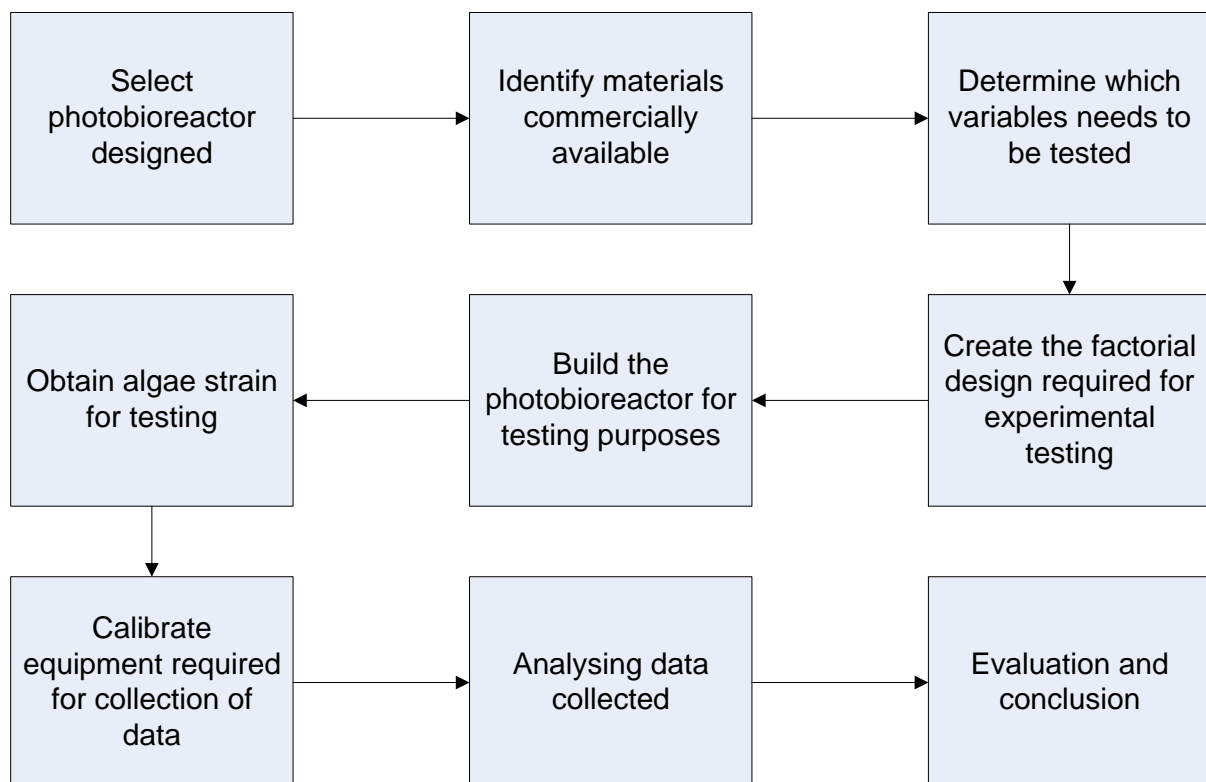 Select
photobioreactor
designed
Identify materials
commercially
available
Determine which
variables needs to
be tested
Create the factorial
design required for
experimental
testing
Build the
photobioreactor for
testing purposes
Obtain algae strain
for testing
Calibrate
equipment required
for collection of
data
Analysing data
collected
Evaluation and
conclusion